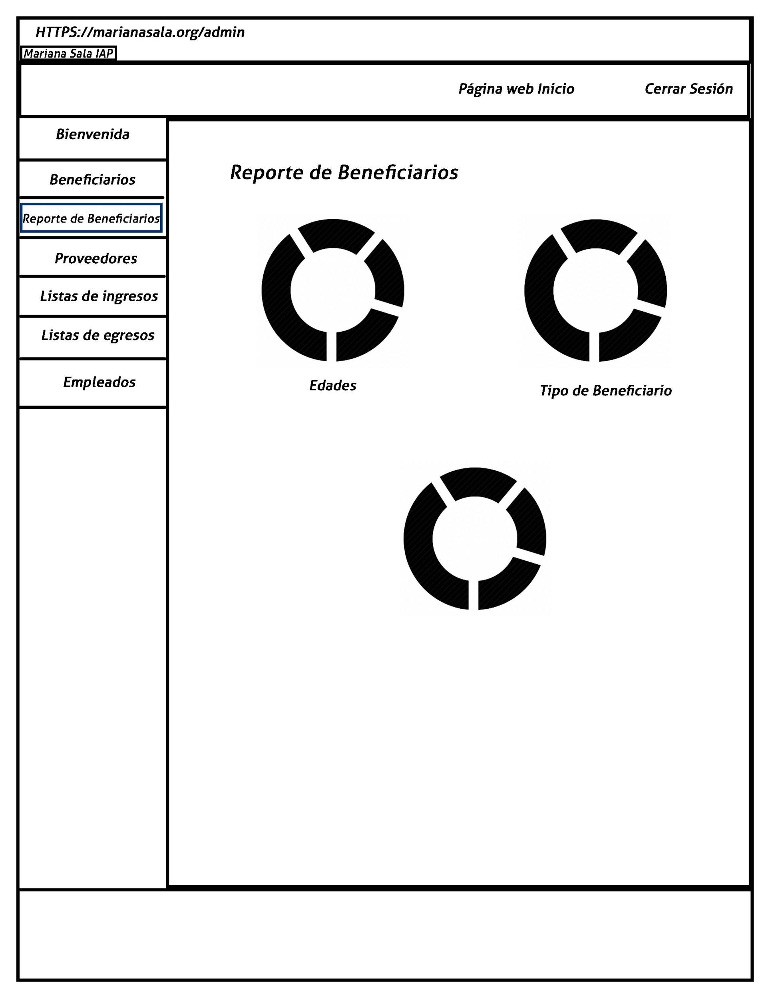 HTTPS://marianasala.org/admin
Mariana Sala IAP
Página web Inicio
Cerrar Sesión
Bienvenida
Beneficiarios
Reporte de Beneficiarios
Proveedores
Listas de ingresos
Listas de egresos
Empleados
Reporte de Beneficiarios
Edades
Tipo de Beneficiario